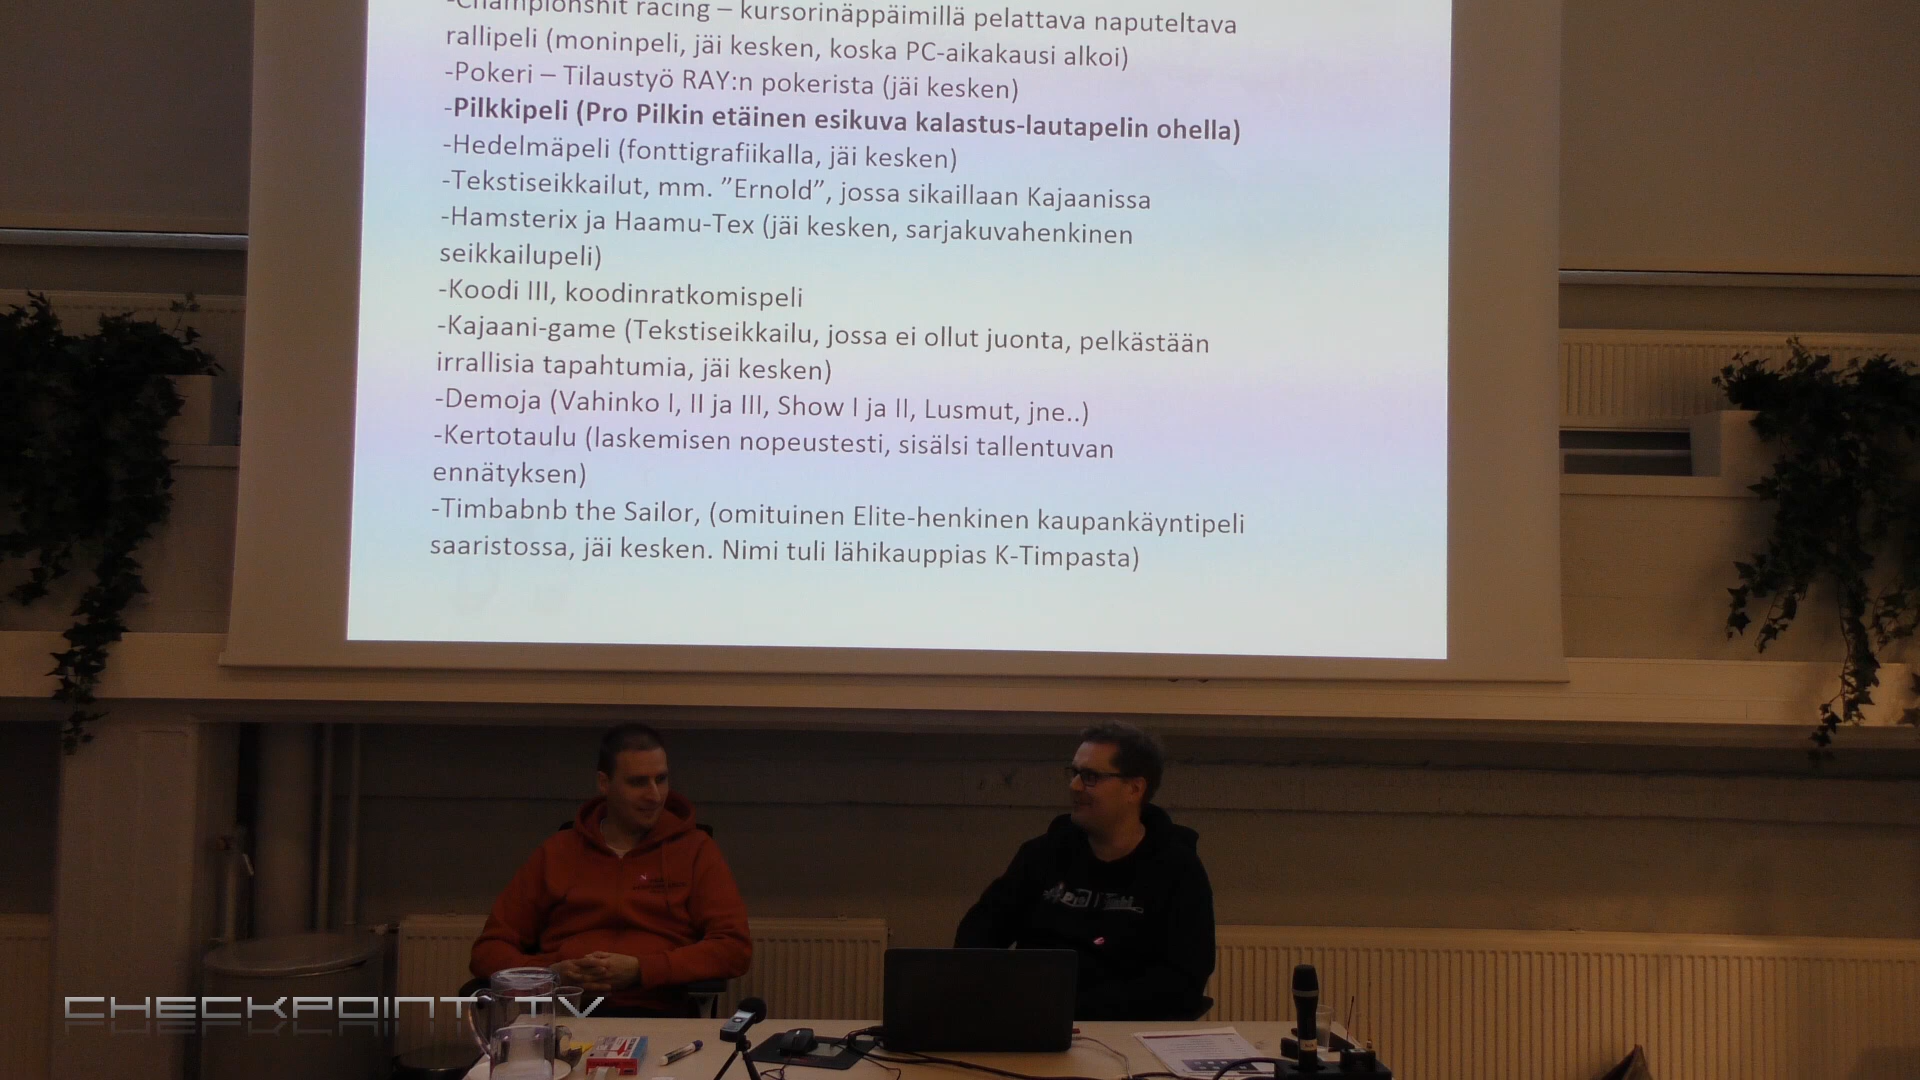 -Championshit racing – kursorinäppäimillä pelattava naputeltava
rallipeli (moninpeli, jäi kesken, koska PC-aikakausi alkoi)
-Pokeri – Tilaustyö RAY:n pokerista (jäi kesken)
-Pilkkipeli (Pro Pilkin etäinen esikuva kalastus-lautapelin ohella)
-Hedelmäpeli (fonttigrafiikalla, jäi kesken)
-Tekstiseikkailut, mm. ”Ernold”, jossa sikaillaan Kajaanissa
-Hamsterix ja Haamu-Tex (jäi kesken, sarjakuvahenkinen
seikkailupeli)
-Koodi III, koodinratkomispeli
-Kajaani-game (Tekstiseikkailu, jossa ei ollut juonta, pelkästään
irrallisia tapahtumia, jäi kesken)
-Demoja (Vahinko I, II ja III, Show I ja II, Lusmut, jne..)
-Kertotaulu (laskemisen nopeustesti, sisälsi tallentuvan
ennätyksen)
-Timbabnb the Sailor, (omituinen Elite-henkinen kaupankäyntipeli
saaristossa, jäi kesken. Nimi tuli lähikauppias K-Timpasta)
CHECKPOINT TV